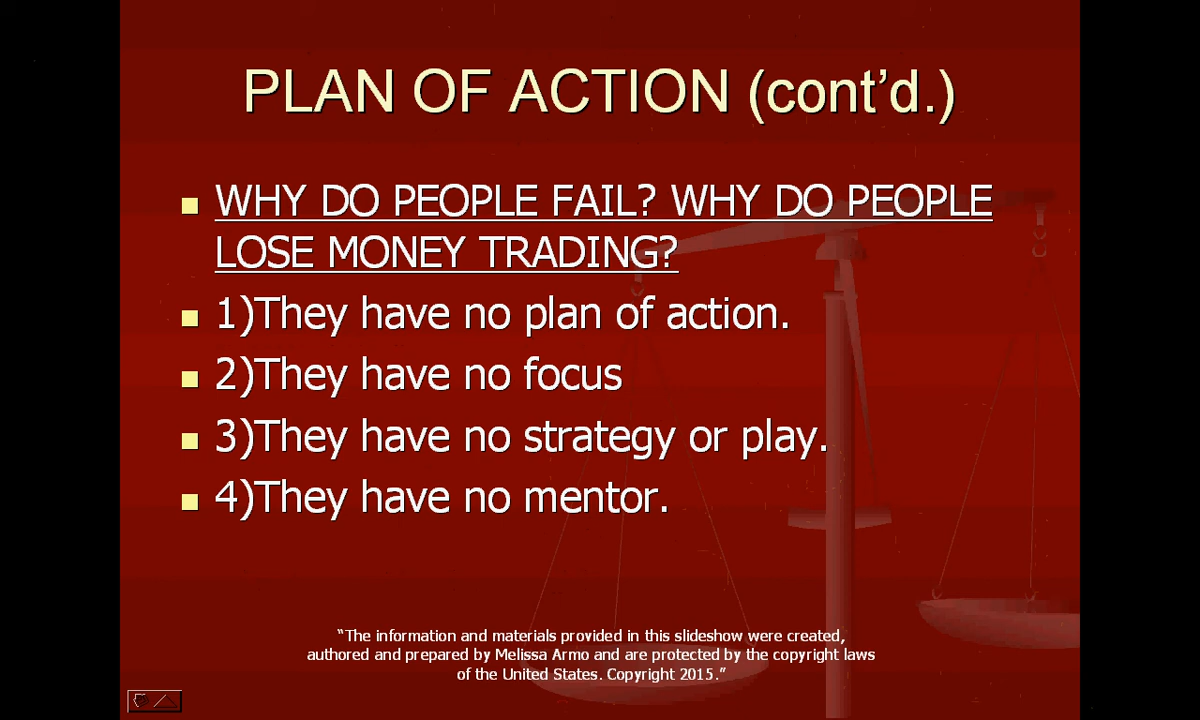 PLAN OF ACTION (cont’d.)
WHY DO PEOPLE FAIL? WHY DO PEOPLE
LOSE MONEY TRADING?
1)They have no plan of action.
2)They have no focus
3)They have no strategy or play.
4)They have no mentor.
“The information and materials provided in this slideshow were created,
authored and prepared by Melissa Armo and are protected by the copyright laws
of the United States. Copyright 2015.”